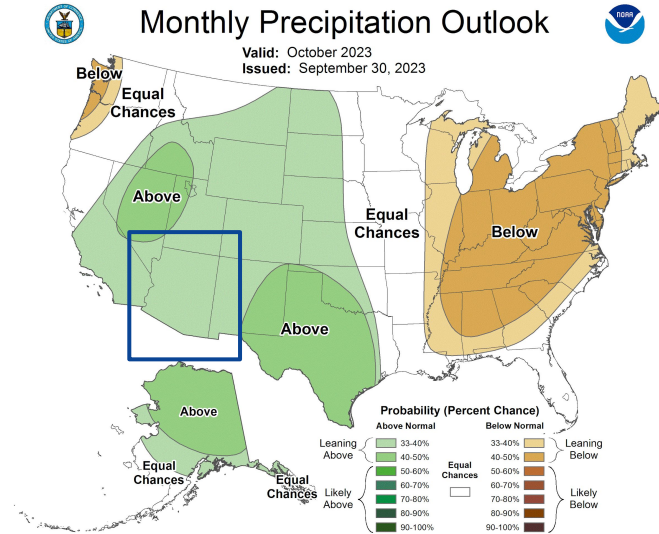 Monthly Precipitation Outlook
NOAA
Valid: October 2023
Issued: September 30, 2023
Below
Equal
Chances
Above
Equal
Chances
Below
Above
Above
Equal
Chances
Equal
Chances
Probability (Percent Chance)
Above Normal
Below Normal
Leaning
Above
33-40%
40-50%
50-60%
60-70%
70-80%
80-90%
90-100%
Likely
Above
Equal
Chances
33-40%
40-50%
50-60%
60-70%
70-80%
80-90%
90-100%
Leaning
Below
Likely
Below